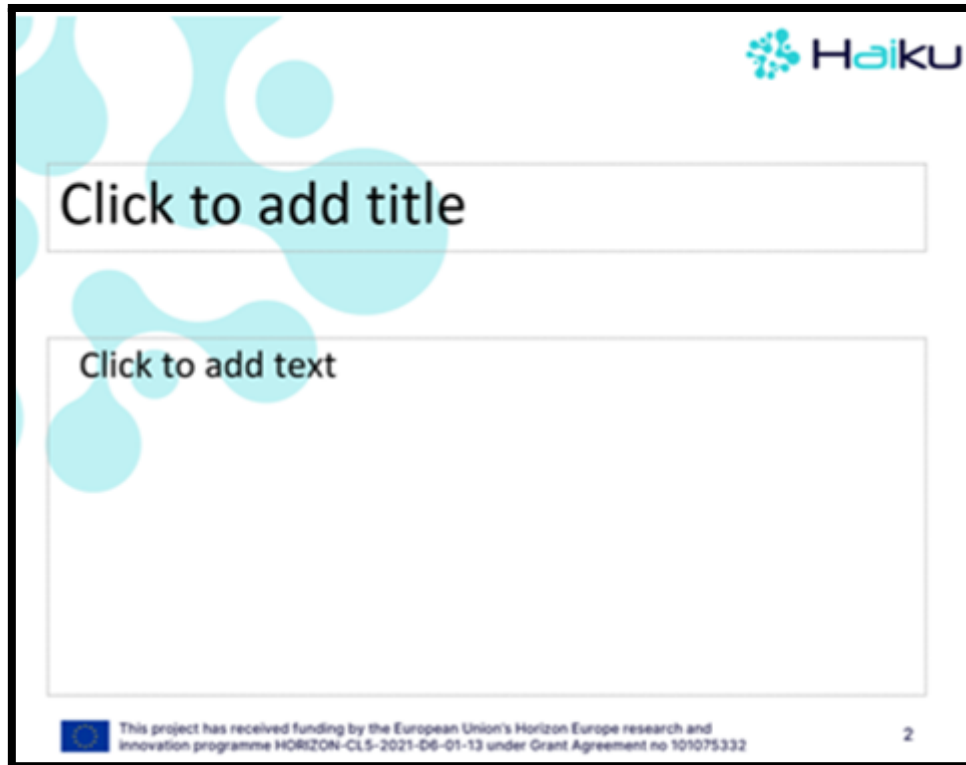 Haiku
Click to add title
Click to add text
This project has received funding by the European Union's Horizon Europe research and
innovation programme HORIZON-CL5-2021-D6-01-13 under Grant Agreement no 101075332
2